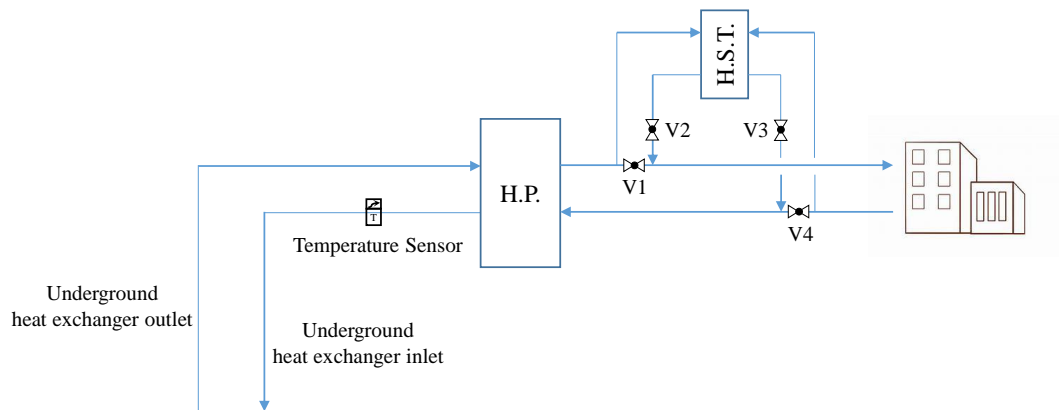 H.S.T.
V2
V3
V1
H.P.
V4
T
Temperature Sensor
Underground
heat exchanger outlet
Underground
heat exchanger inlet